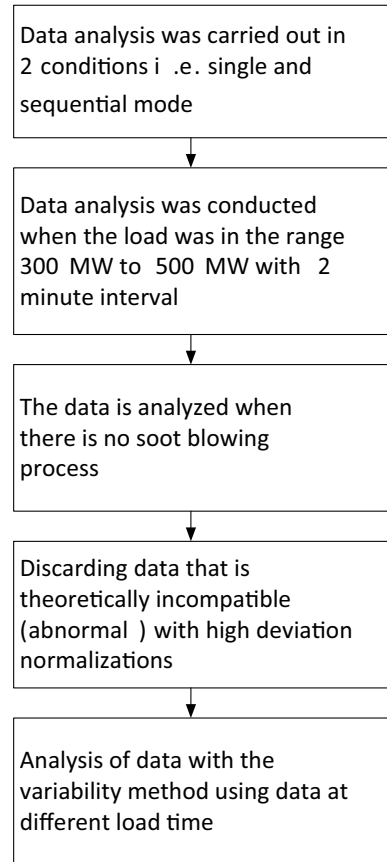 Data analysis was carried out in
2 conditions i .e. single and
sequential mode
Data analysis was conducted
when the load was in the range
300 MW to 500 MW with 2
minute interval
The data is analyzed when
there is no soot blowing
process
Discarding data that is
theoretically incompatible
(abnormal ) with high deviation
normalizations
Analysis of data with the
variability method using data at
different load time